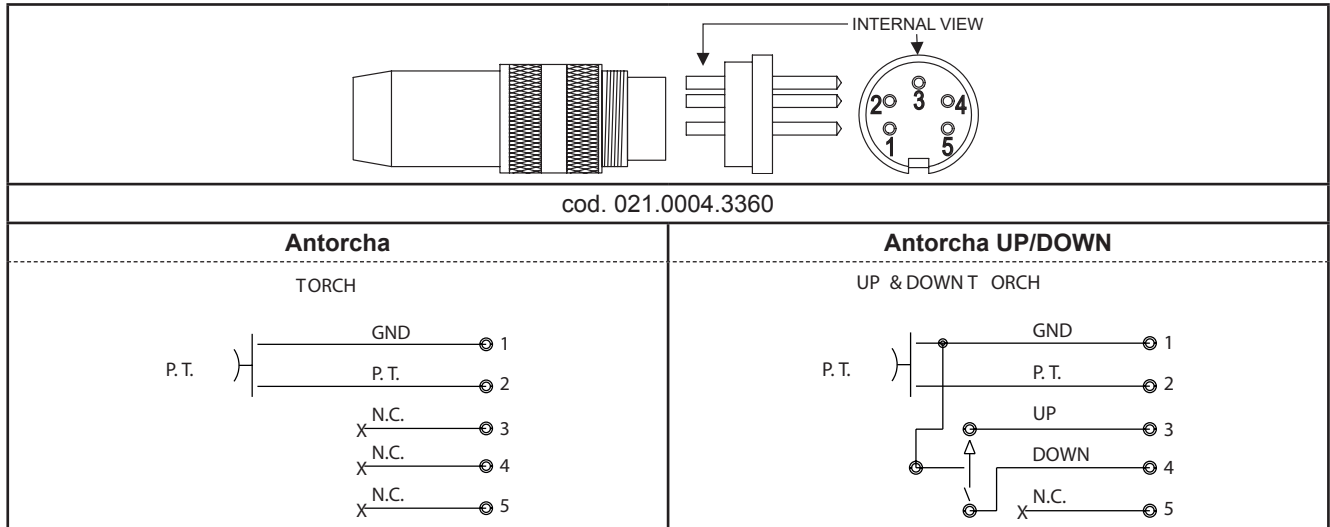 INTERNAL VIEW
2 3 4
1 5
cod. 021.0004.3360
Antorcha
TORCH
GND 1
P. T.
P. T. 2
N.C. 3
X
N.C. 4
X
N.C. 5
X
Antorcha UP/DOWN
UP & DOWN T ORCH
GND 1
P. T.
P. T. 2
UP 3
DOWN 4
N.C. 5
X